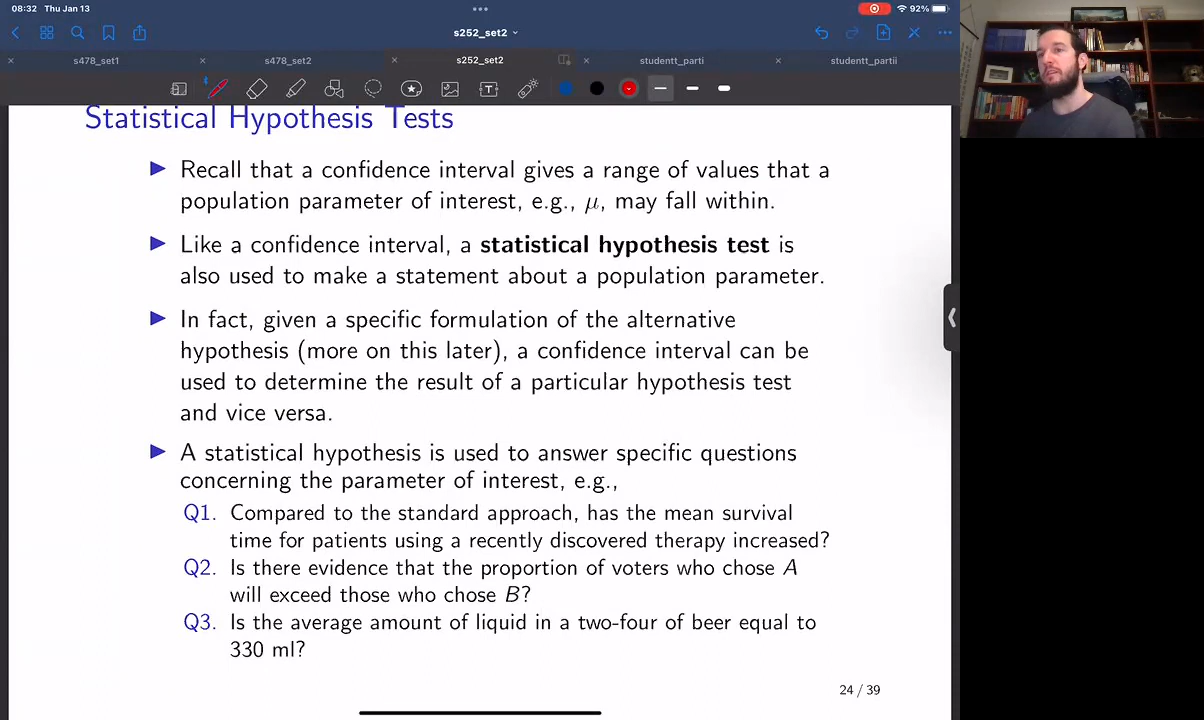 08:32 Thu Jan 13
92%
s252_set2
s478_set1
s478_set2
s252_set2
studentt_parti
studentt_partii
Statistical Hypothesis Tests
Recall that a confidence interval gives a range of values that a
population parameter of interest, e.g., μ, may fall within.
Like a confidence interval, a statistical hypothesis test is
also used to make a statement about a population parameter.
In fact, given a specific formulation of the alternative
hypothesis (more on this later), a confidence interval can be
used to determine the result of a particular hypothesis test
and vice versa.
A statistical hypothesis is used to answer specific questions
concerning the parameter of interest, e.g.,
Q1. Compared to the standard approach, has the mean survival
time for patients using a recently discovered therapy increased?
Q2. Is there evidence that the proportion of voters who chose A
will exceed those who chose B?
Q3. Is the average amount of liquid in a two-four of beer equal to
330 ml?
24 / 39